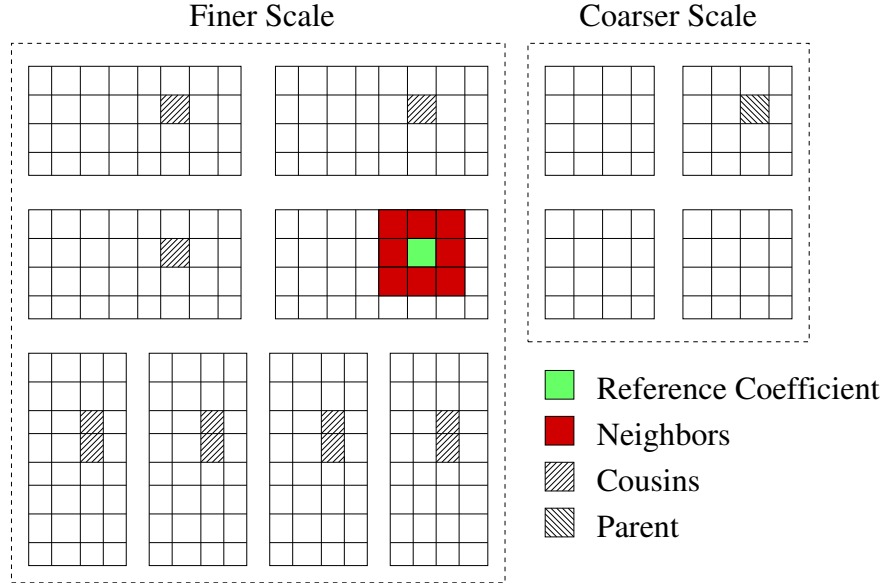 Finer Scale
Coarser Scale
Reference Coefficient
Neighbors
Cousins
Parent